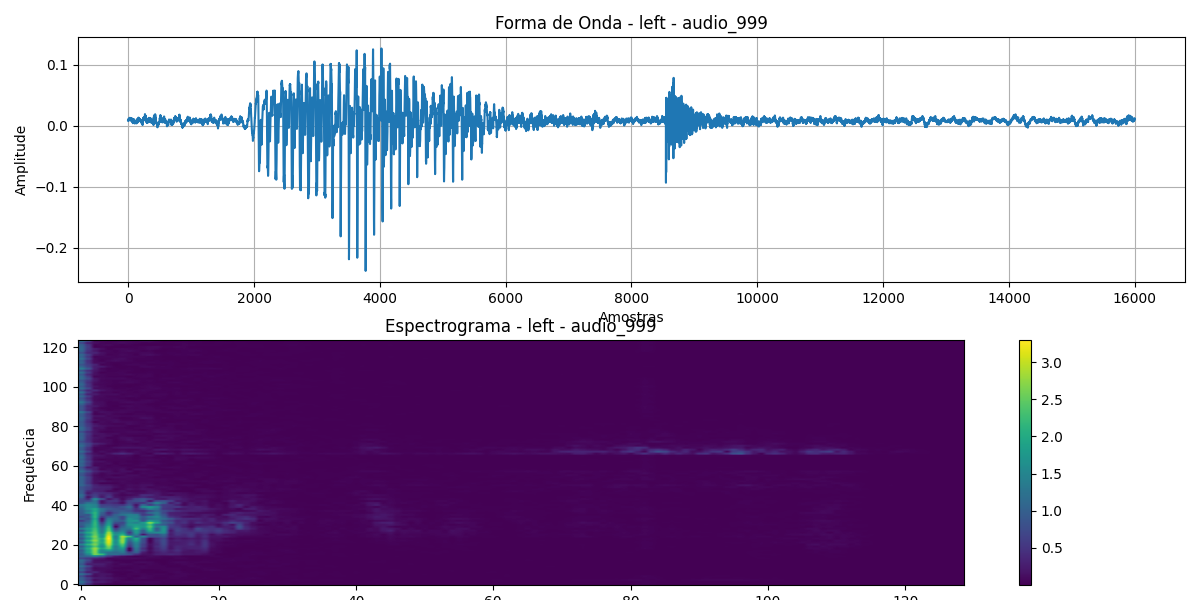 Forma de Onda - left - audio_999
Amplitude
0.1
0.0
−0.1
−0.2
0 2000 4000 6000 8000 10000 12000 14000 16000
Amostras
Espectrograma - left - audio_999
Frequência
120
100
80
60
40
20
0
0 20 40 60 80 100 120
3.0
2.5
2.0
1.5
1.0
0.5